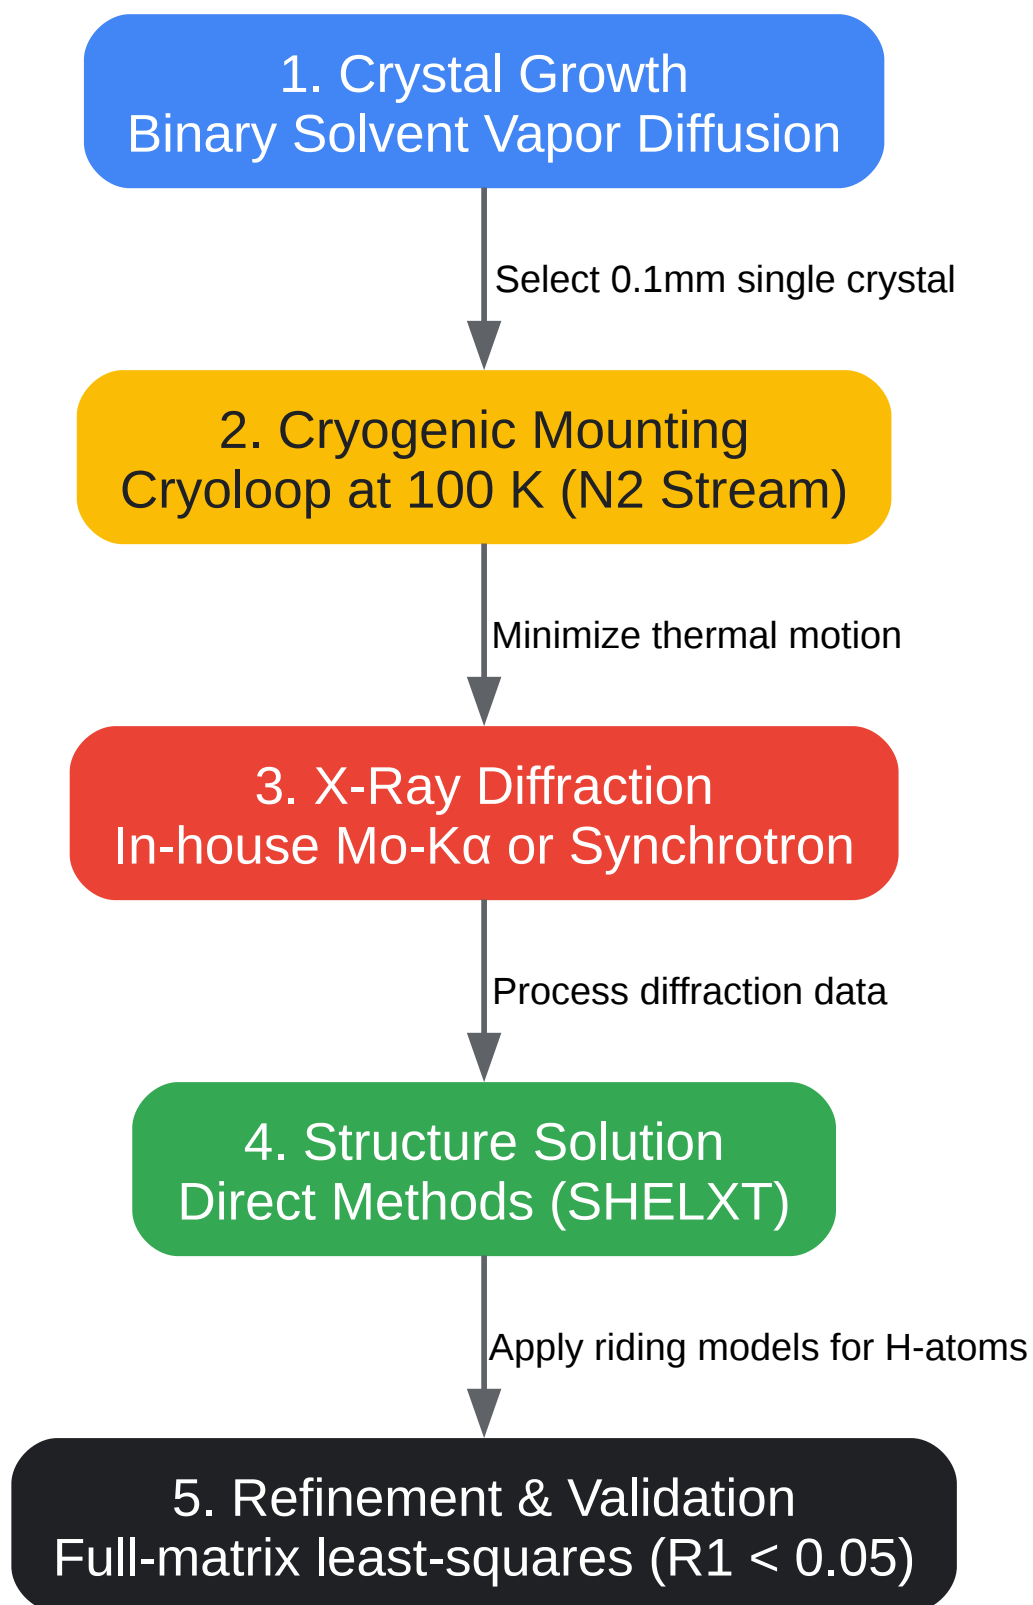 1. Crystal Growth
Binary Solvent Vapor Diffusion
Select 0.1mm single crystal
2. Cryogenic Mounting
Cryoloop at 100 K (N2 Stream)
Minimize thermal motion
3. X-Ray Diffraction
In-house Mo-Kα or Synchrotron
Process diffraction data
4. Structure Solution
Direct Methods (SHELXT)
Apply riding models for H-atoms
5. Refinement & Validation
Full-matrix least-squares (R1 < 0.05)